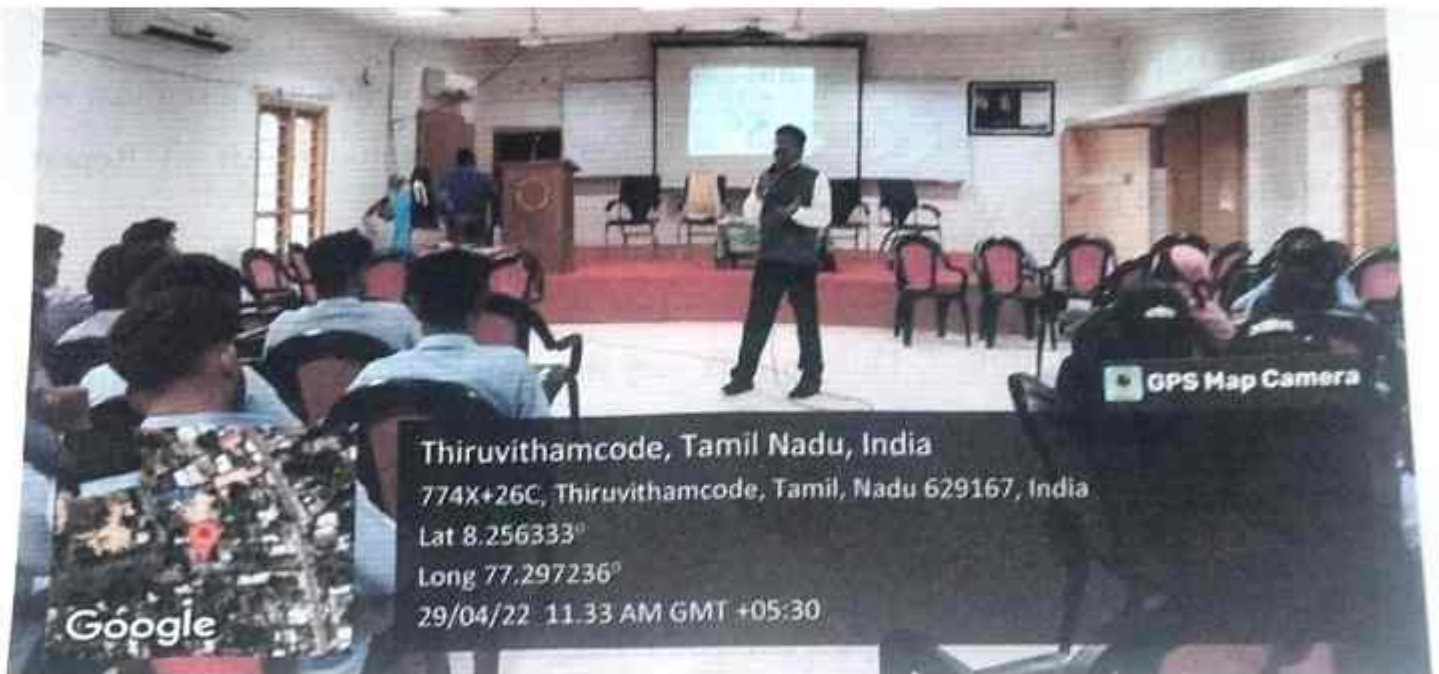 GPS Map Camera
Thiruvithamcode, Tamil Nadu, India
774X+26C, Thiruvithamcode, Tamil, Nadu 629167, India
Lat 8.256333°
Long 77.297236°
29/04/22 11.33 AM GMT +05:30
Google